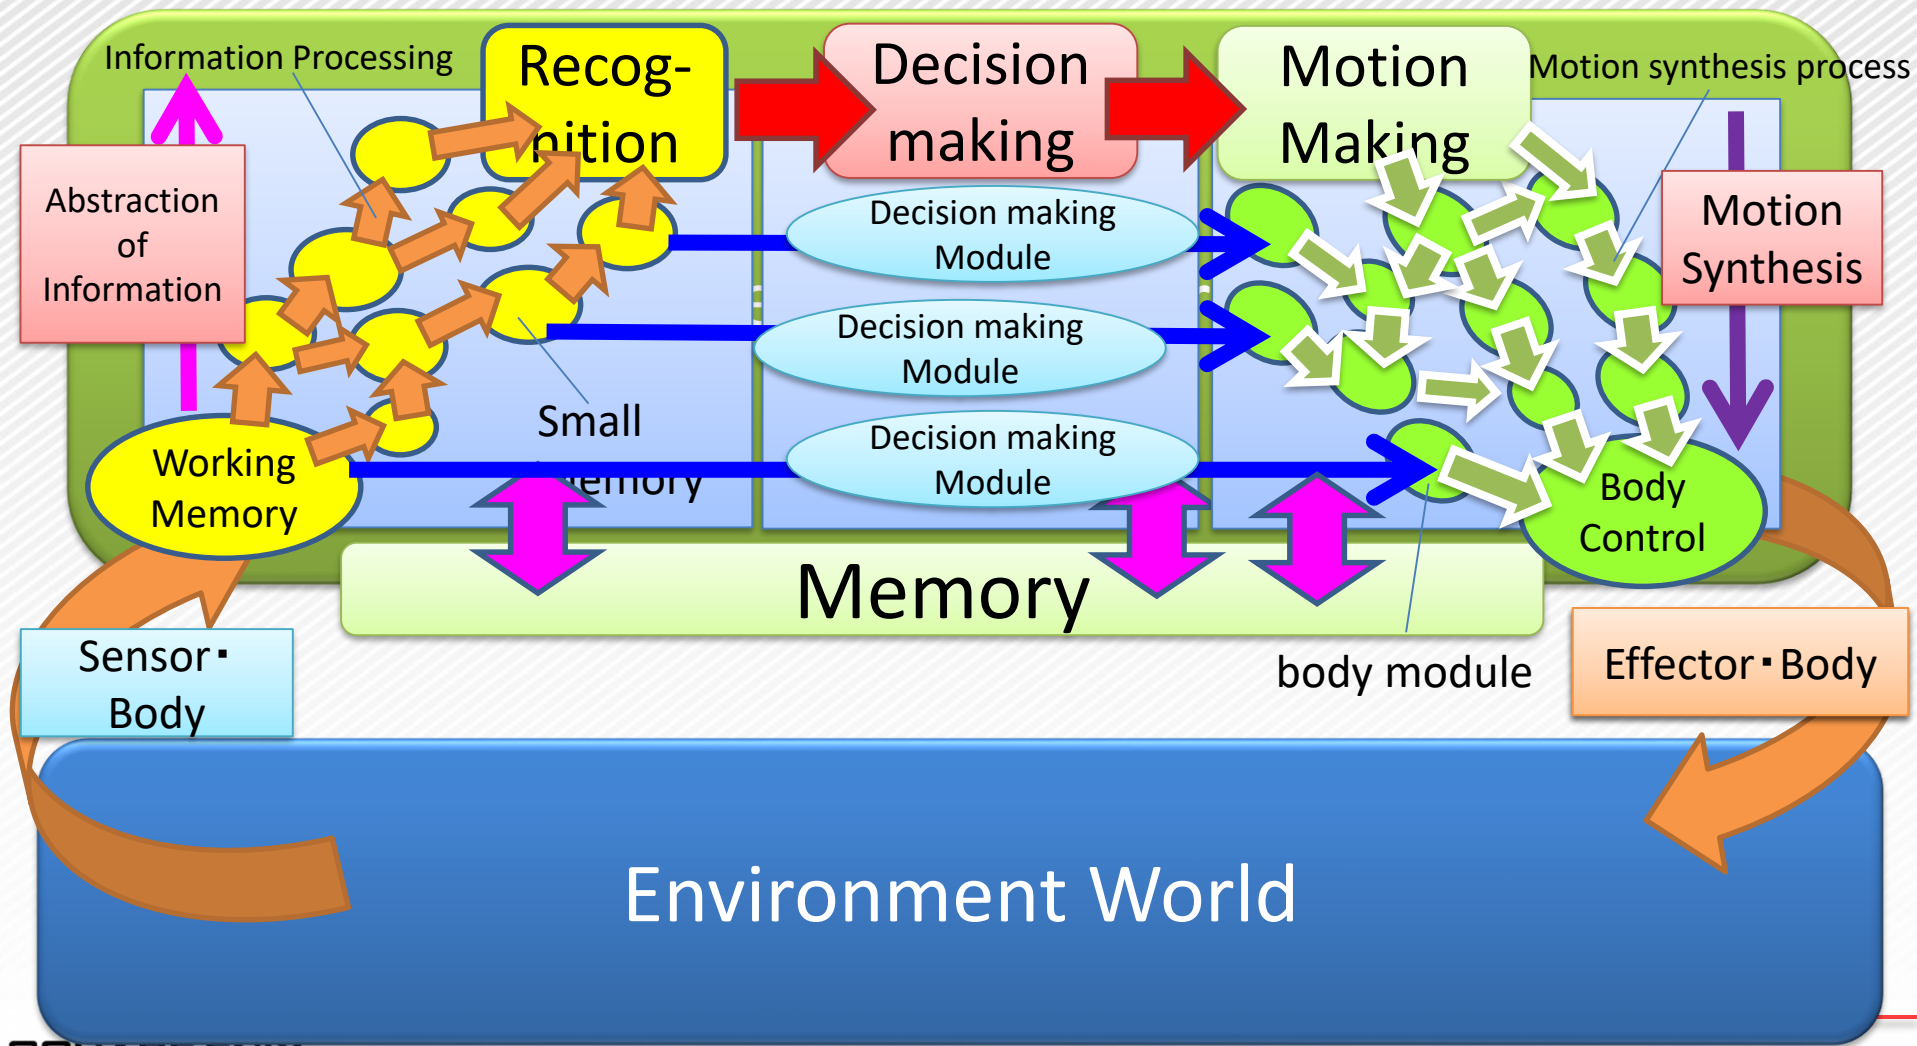 Information Processing
Recog-
nition
Decision
making
Motion
Making
Motion synthesis process
Abstraction
of
Information
Decision making
Module
Motion
Synthesis
Decision making
Module
Small
Decision making
Module
Working
Memory
Body
Control
Memory
Sensor・
Body
body module
Effector・Body
Environment World